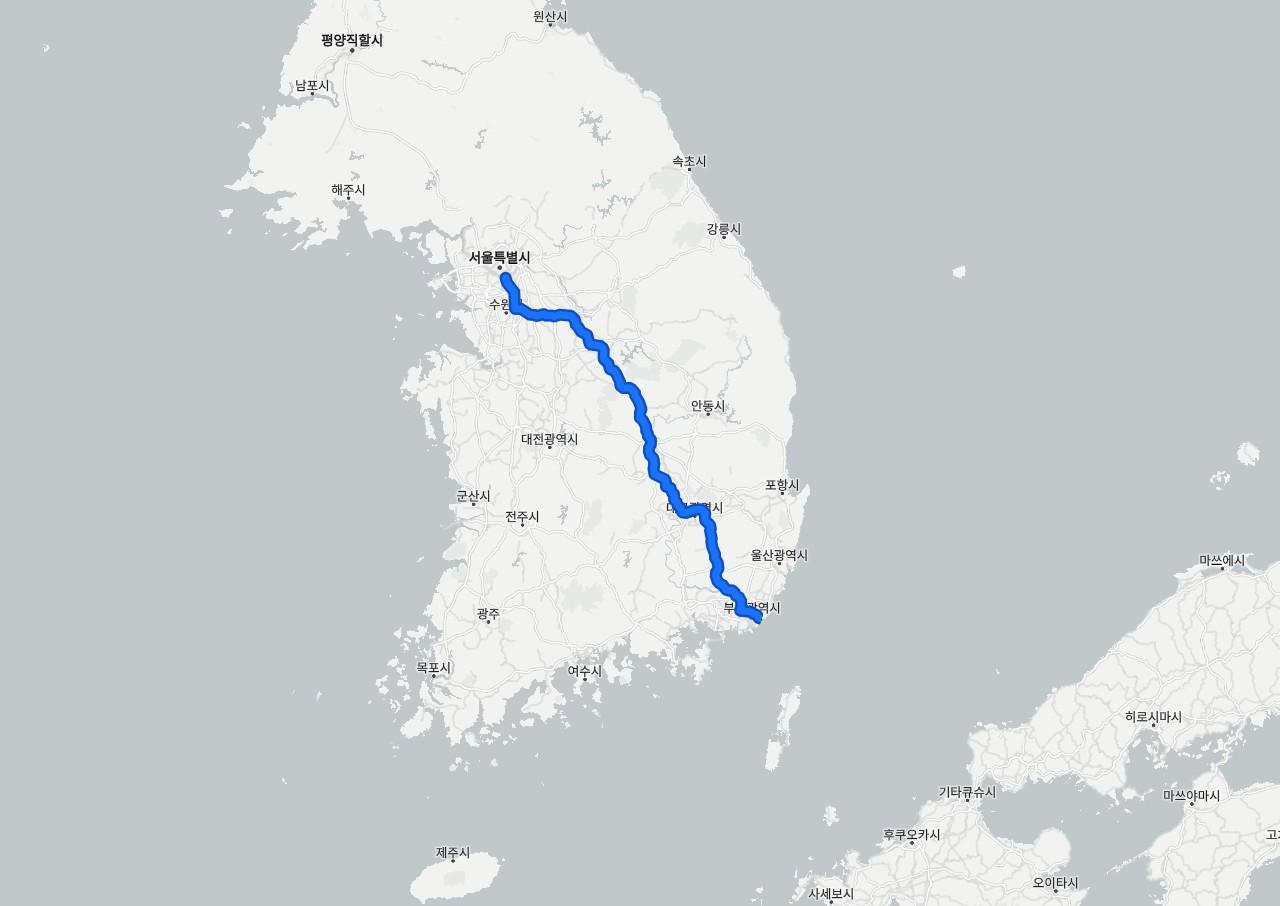 원산시
평양직할시
남포시
속초시
해주시
강릉시
서울특별시
안동시
대전광역시
포항시
군산시
전주시
울산광역시
마쓰에시
광주
목포시
여수시
히로시마시
기타큐슈시
마쓰야마시
후쿠오카시
제주시
오이타시
사세보시